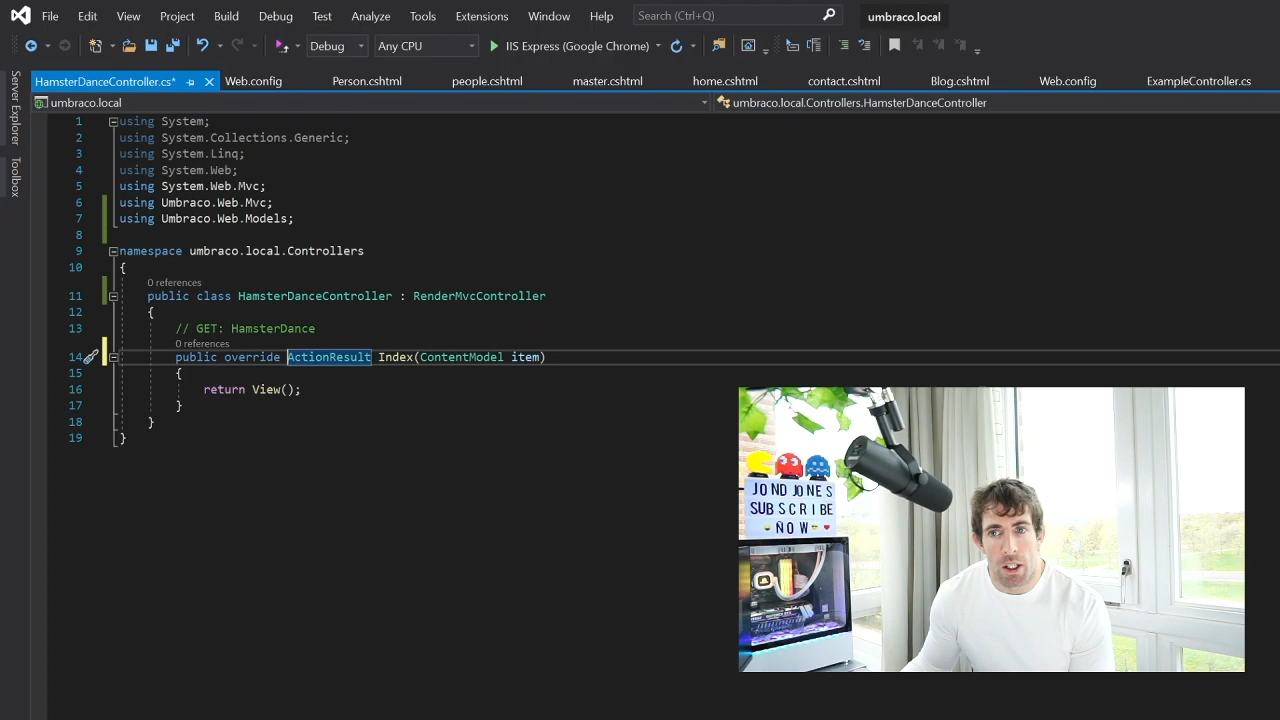 File Edit View Project Build Debug Test Analyze Tools Extensions Window Help Search (Ctrl+Q) umbraco.local
Debug Any CPU IIS Express (Google Chrome)
HamsterDanceController.cs* Web.config Person.cshtml people.cshtml master.cshtml home.cshtml contact.cshtml Blog.cshtml Web.config ExampleController.cs
umbraco.local umbraco.local.Controllers.HamsterDanceController
Server Explorer
Toolbox
1 using System;
2 using System.Collections.Generic;
3 using System.Linq;
4 using System.Web;
5 using System.Web.Mvc;
6 using Umbraco.Web.Mvc;
7 using Umbraco.Web.Models;
8
9 namespace umbraco.local.Controllers
10 {
0 references
11 public class HamsterDanceController : RenderMvcController
12 {
13 // GET: HamsterDance
0 references
14 public override ActionResult Index(ContentModel item)
15 {
16 return View();
17 }
18 }
19 }
JOND JONES
SUBSCRIBE
NOW